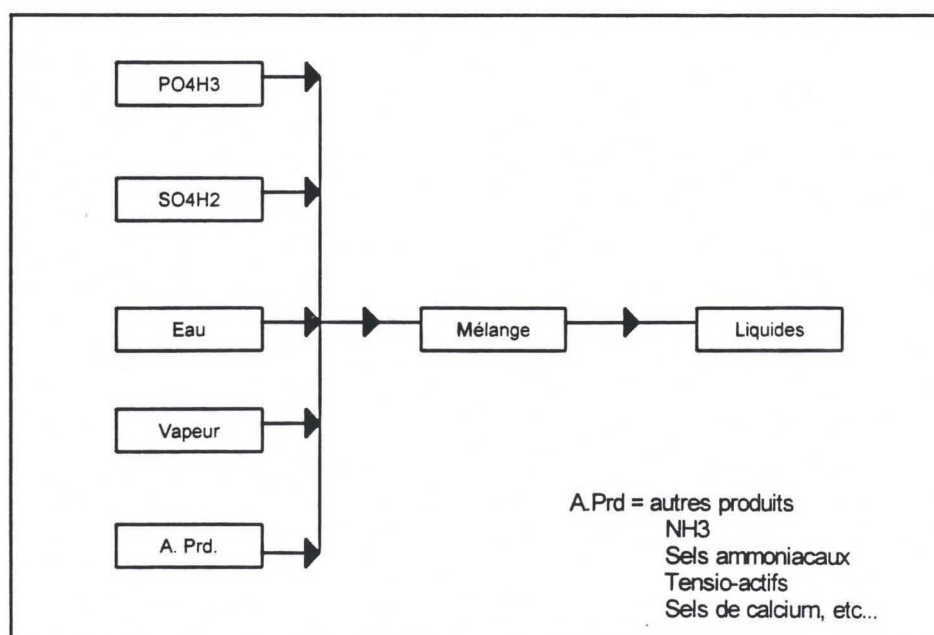 PO4H3
SO4H2
Eau
Mélange
Liquides
Vapeur
A. Prd.
A.Prd = autres produits
NH3
Sels ammoniacaux
Tensio-actifs
Sels de calcium, etc...